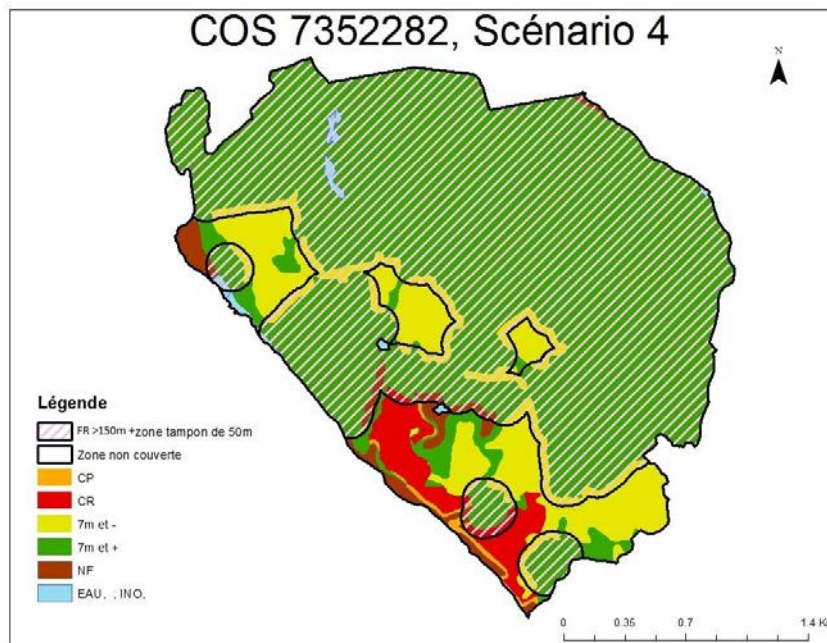 COS 7352282, Scénario 4
N
Légende
FR >150m +zone tampon de 50m
Zone non couverte
CP
CR
7m et -
7m et +
NF
EAU, , INO,
0 0.35 0.7 1.4 K